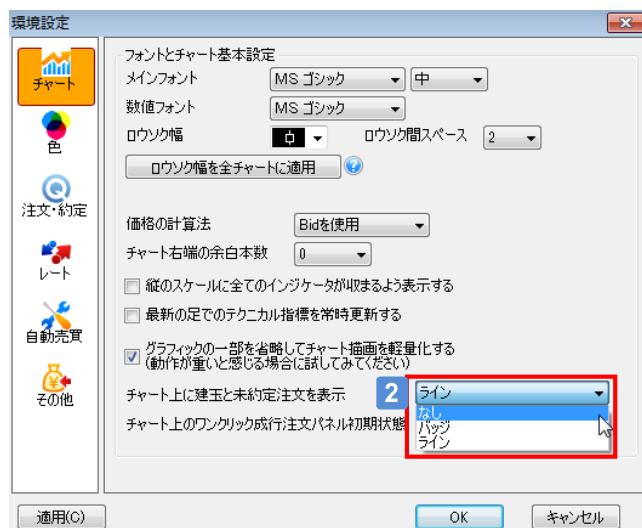 環境設定
チャート
色
注文・約定
レート
自動売買
その他
フォントとチャート基本設定
メインフォント MS ゴシック 中
数値フォント MS ゴシック
ロウソク幅 ロウソク間スペース 2
ロウソク幅を全チャートに適用 ?
価格の計算法 Bidを使用
チャート右端の余白本数 0
縦のスケールに全てのインジケータが収まるよう表示する
最新の足でのテクニカル指標を常時更新する
グラフィックの一部を省略してチャート描画を軽量化する
(動作が重いと感じる場合に試してみてください)
チャート上に建玉と未約定注文を表示 2 ライン
なし
バッジ
ライン
チャート上のワンクリック成行注文パネル初期状態
適用(C) OK キャンセル